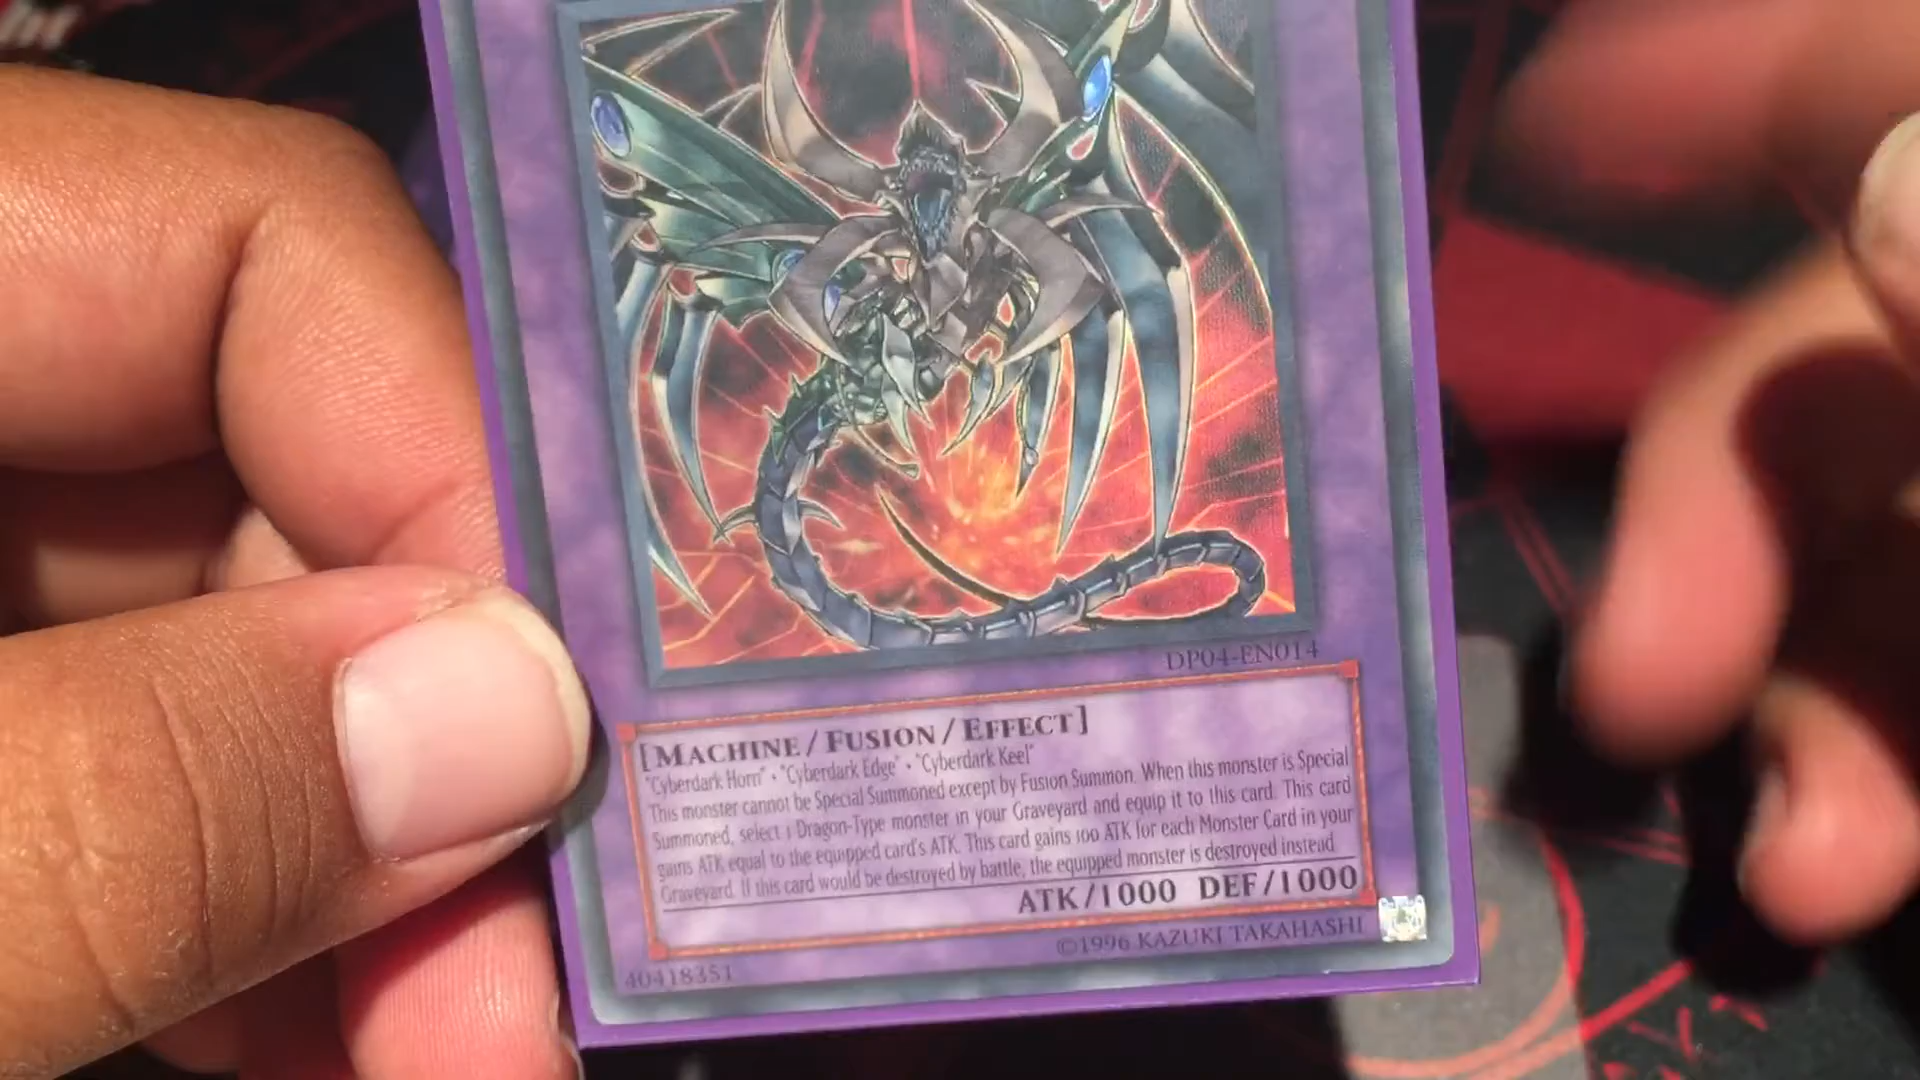 DP04-EN014
[MACHINE / FUSION / EFFECT]
"Cyberdark Horn" • "Cyberdark Edge" • "Cyberdark Keel"
This monster cannot be Special Summoned except by Fusion Summon. When this monster is Special
Summoned, select 1 Dragon-Type monster in your Graveyard and equip it to this card. This card
gains ATK equal to the equipped card's ATK. This card gains 100 ATK for each Monster Card in your
Graveyard. If this card would be destroyed by battle, the equipped monster is destroyed instead.
ATK/1000 DEF/1000
©1996 KAZUKI TAKAHASHI
40418351